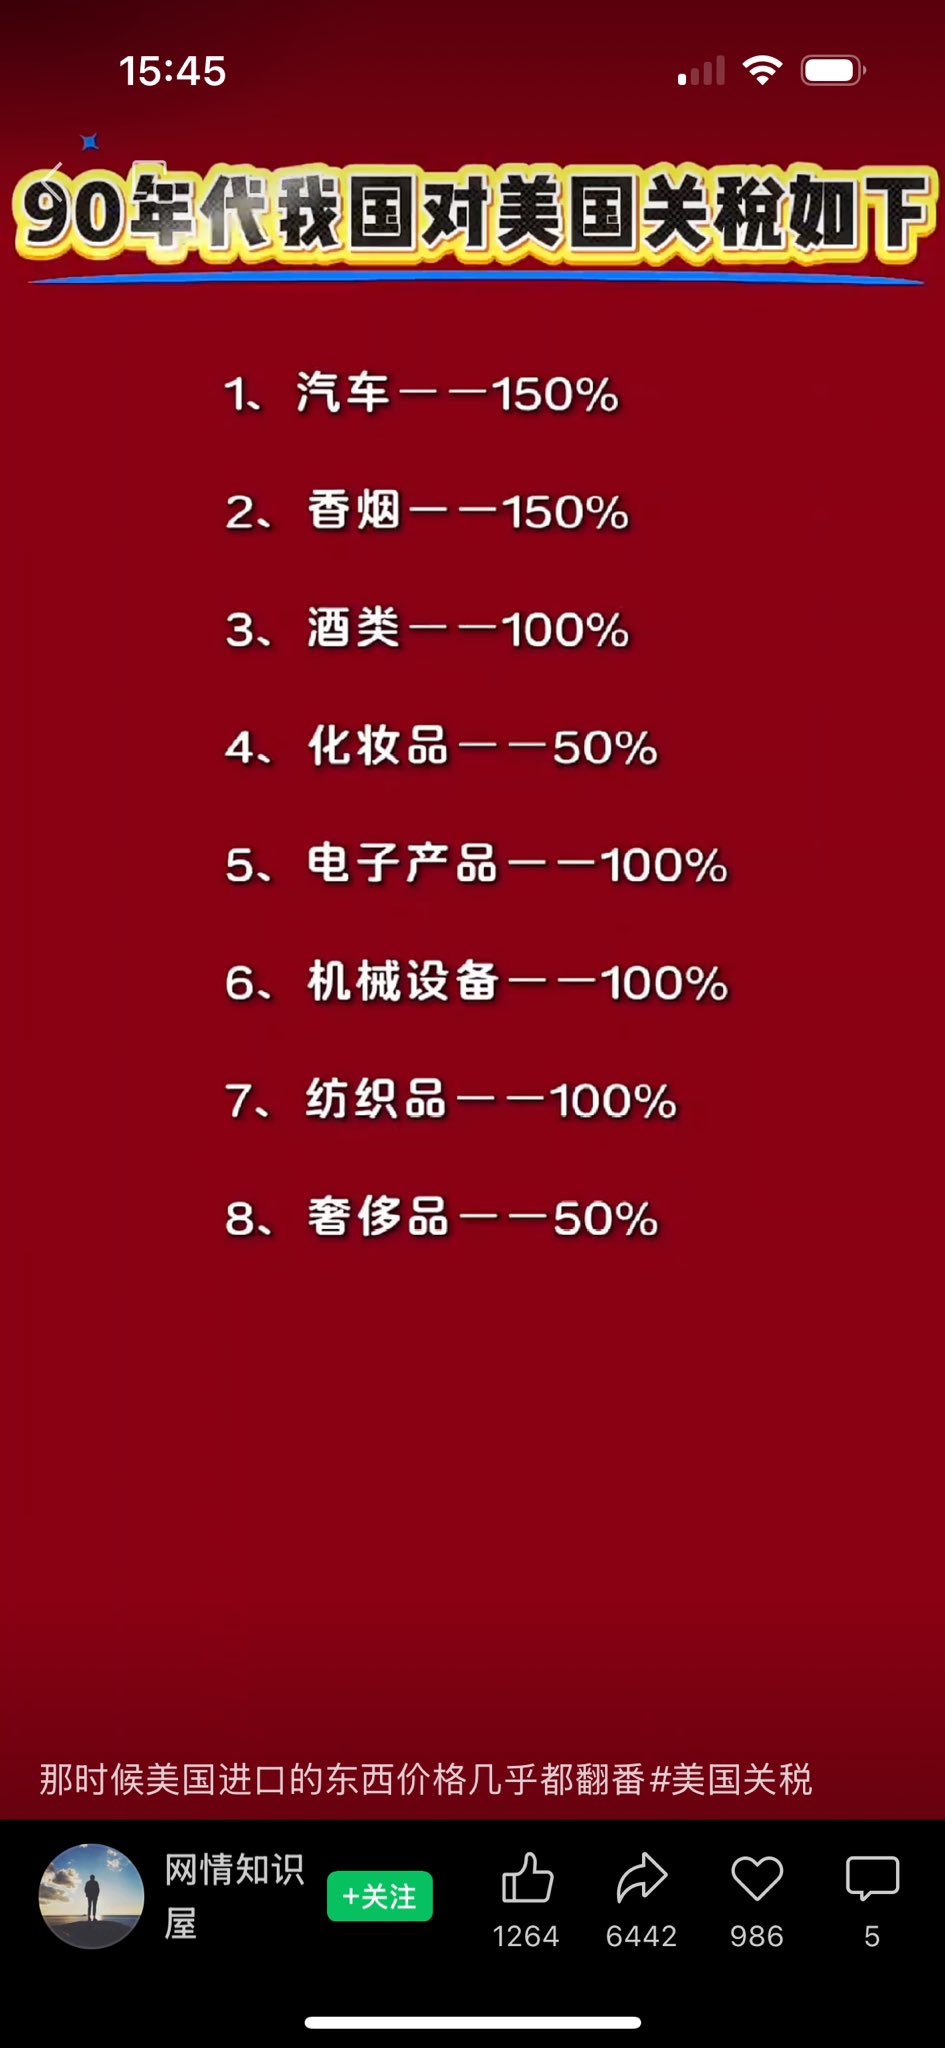 15:45
90年代我国对美国关税如下
1、汽车——150%
2、香烟——150%
3、酒类——100%
4、化妆品——50%
5、电子产品——100%
6、机械设备——100%
7、纺织品——100%
8、奢侈品——50%
那时候美国进口的东西价格几乎都翻番#美国关税
网情知识
屋
+关注
1264
6442
986
5